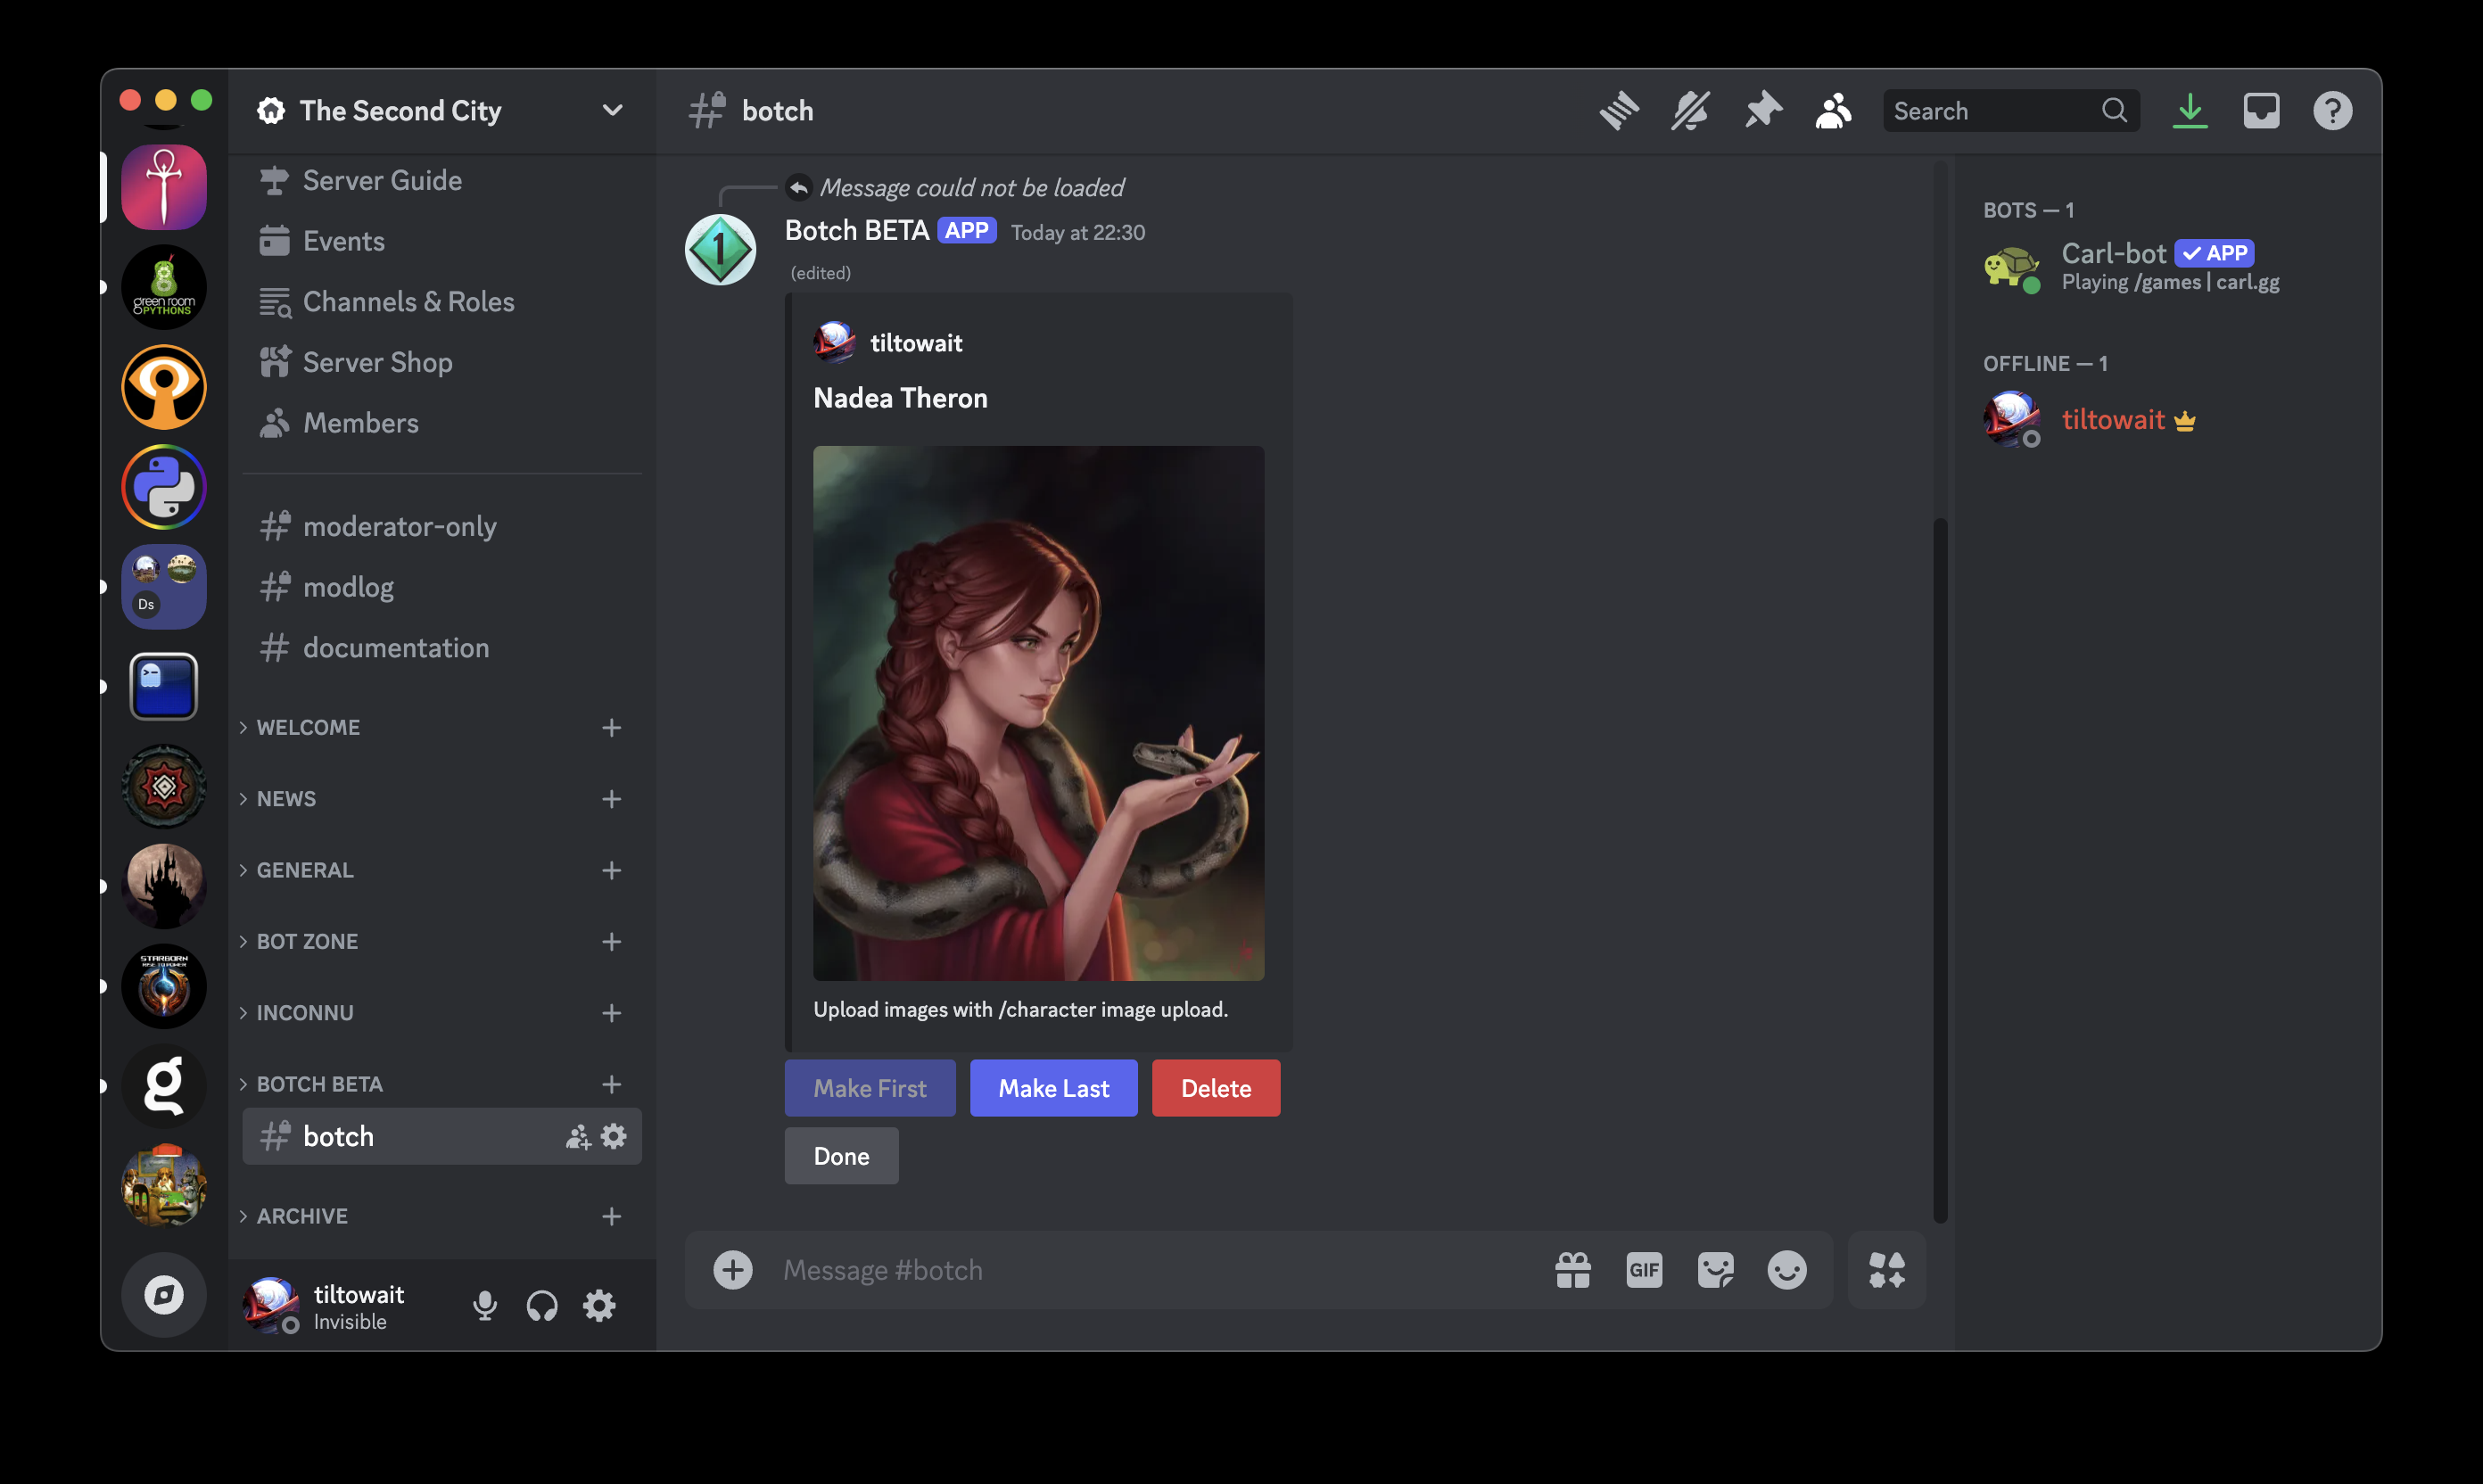 The Second City
Server Guide
Events
Channels & Roles
Server Shop
Members
moderator-only
modlog
documentation
WELCOME
NEWS
GENERAL
BOT ZONE
INCONNU
BOTCH BETA
botch
ARCHIVE
tiltowait
Invisible
green room
PYTHONS
Ds
STARBORN
g
botch
Search
Message could not be loaded
1
Botch BETA APP Today at 22:30
(edited)
tiltowait
Nadea Theron
Upload images with /character image upload.
Make First Make Last Delete
Done
Message #botch
GIF
BOTS — 1
Carl-bot APP
Playing /games | carl.gg
OFFLINE — 1
tiltowait